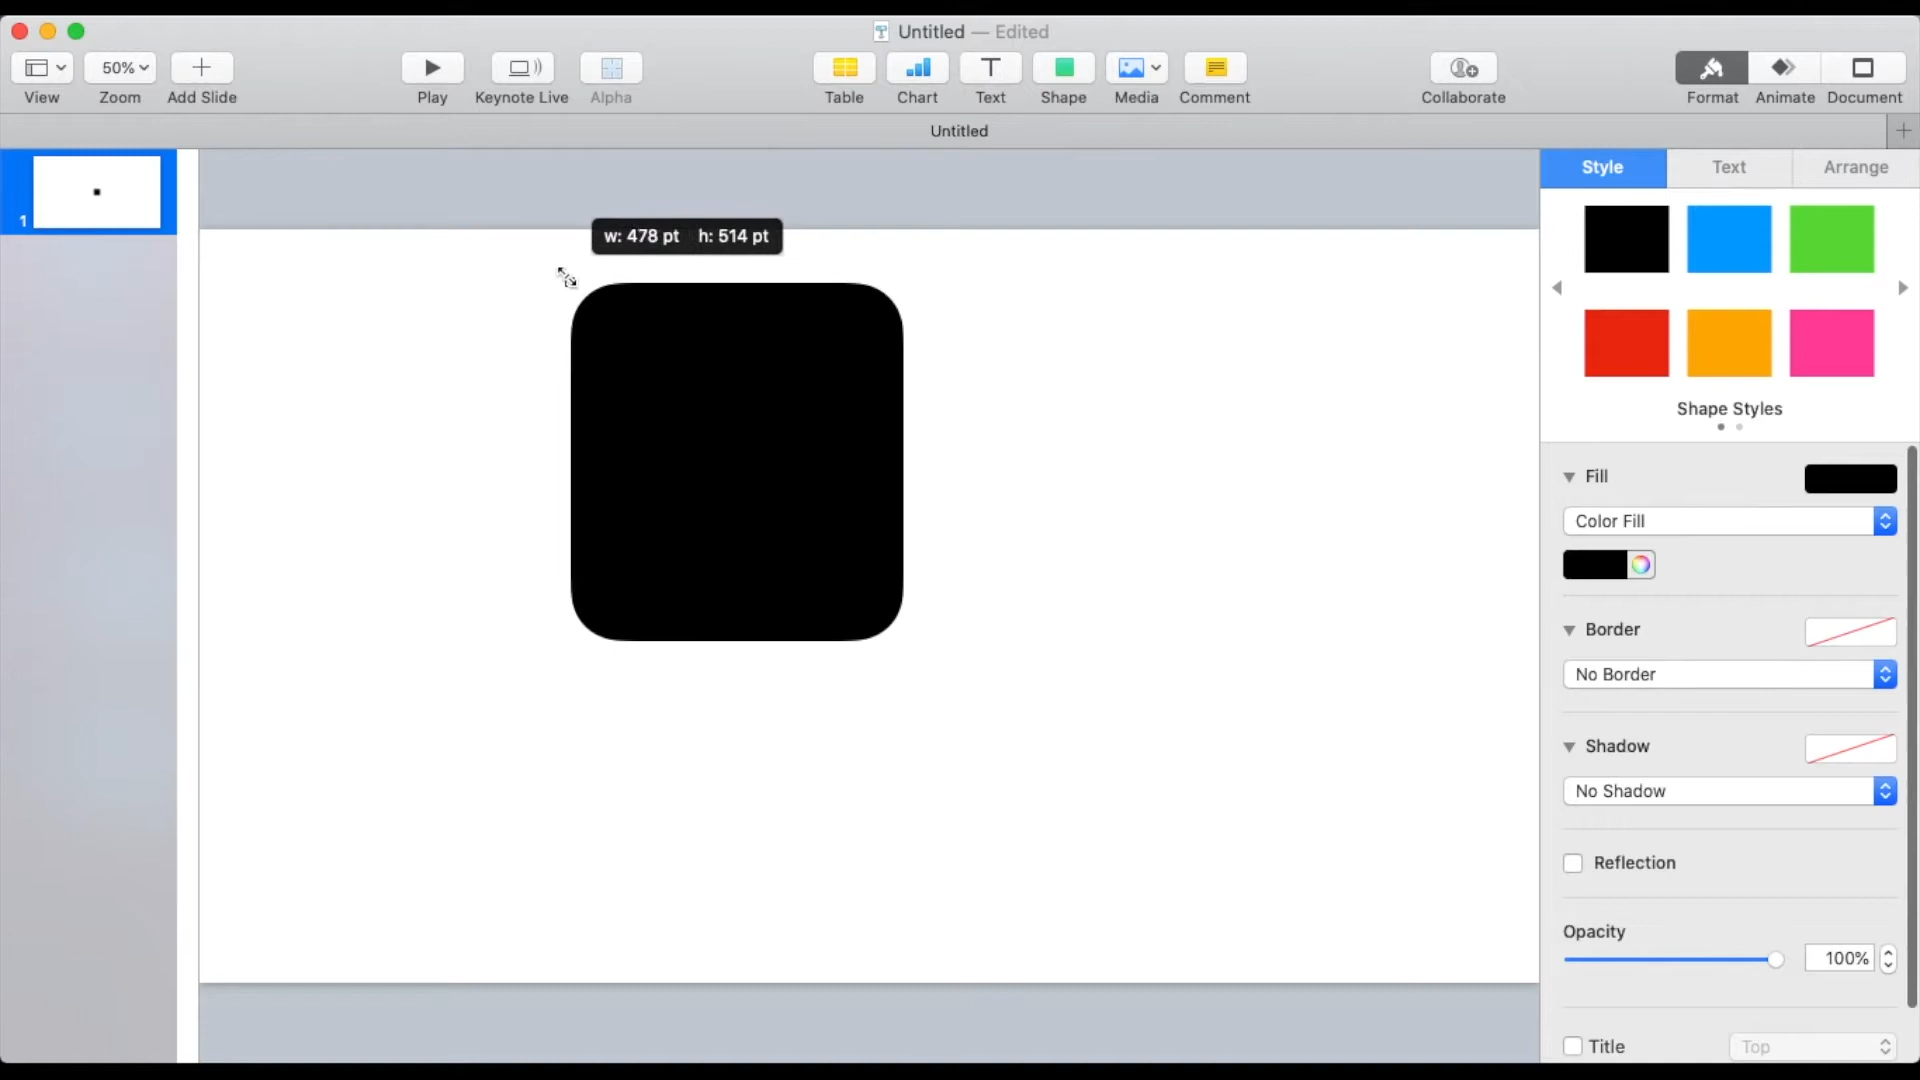 Untitled — Edited
50%
View
Zoom
Add Slide
Play
Keynote Live
Alpha
Table
Chart
Text
Shape
Media
Comment
Collaborate
Format
Animate
Document
Untitled
1
w: 478 pt h: 514 pt
Style
Text
Arrange
Shape Styles
Fill
Color Fill
Border
No Border
Shadow
No Shadow
Reflection
Opacity
100%
Title
Top